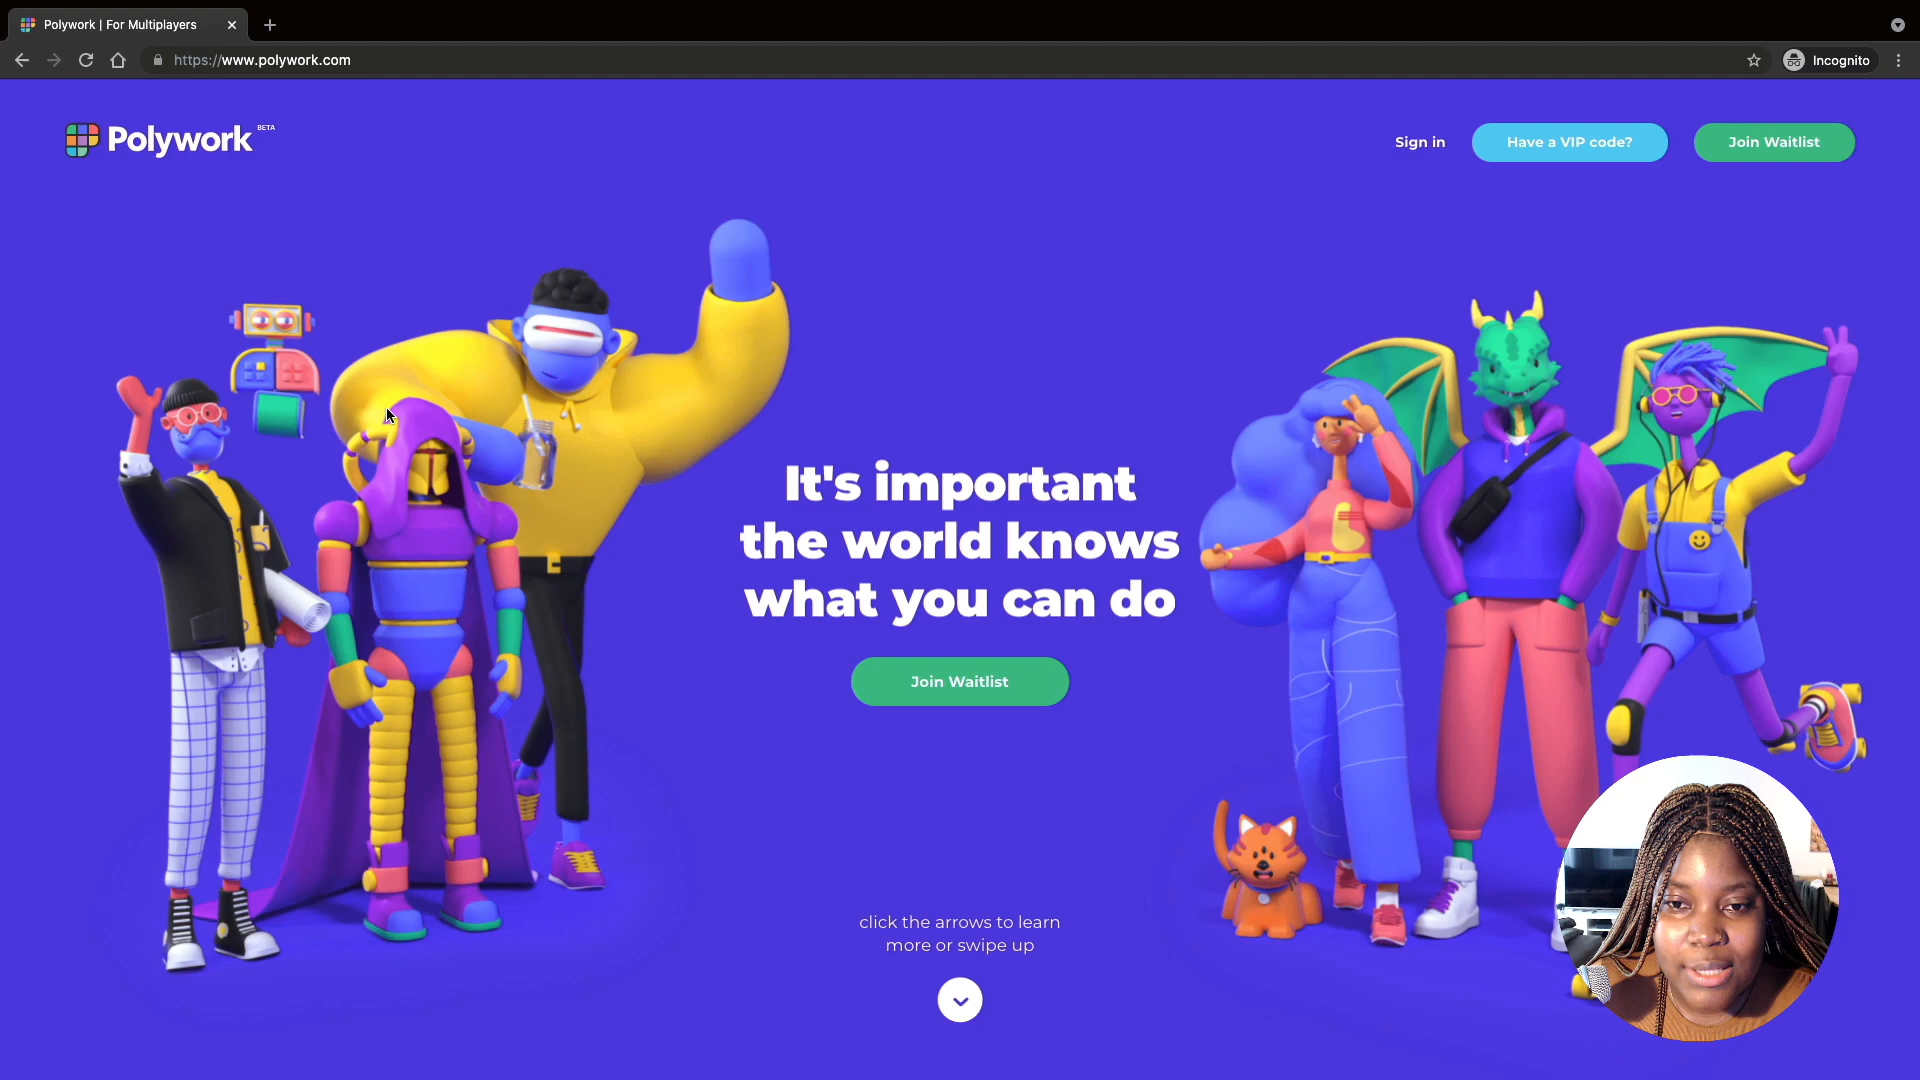 Polywork | For Multiplayers
https://www.polywork.com
Incognito
Polywork BETA
Sign in
Have a VIP code?
Join Waitlist
It's important
the world knows
what you can do
Join Waitlist
click the arrows to learn
more or swipe up